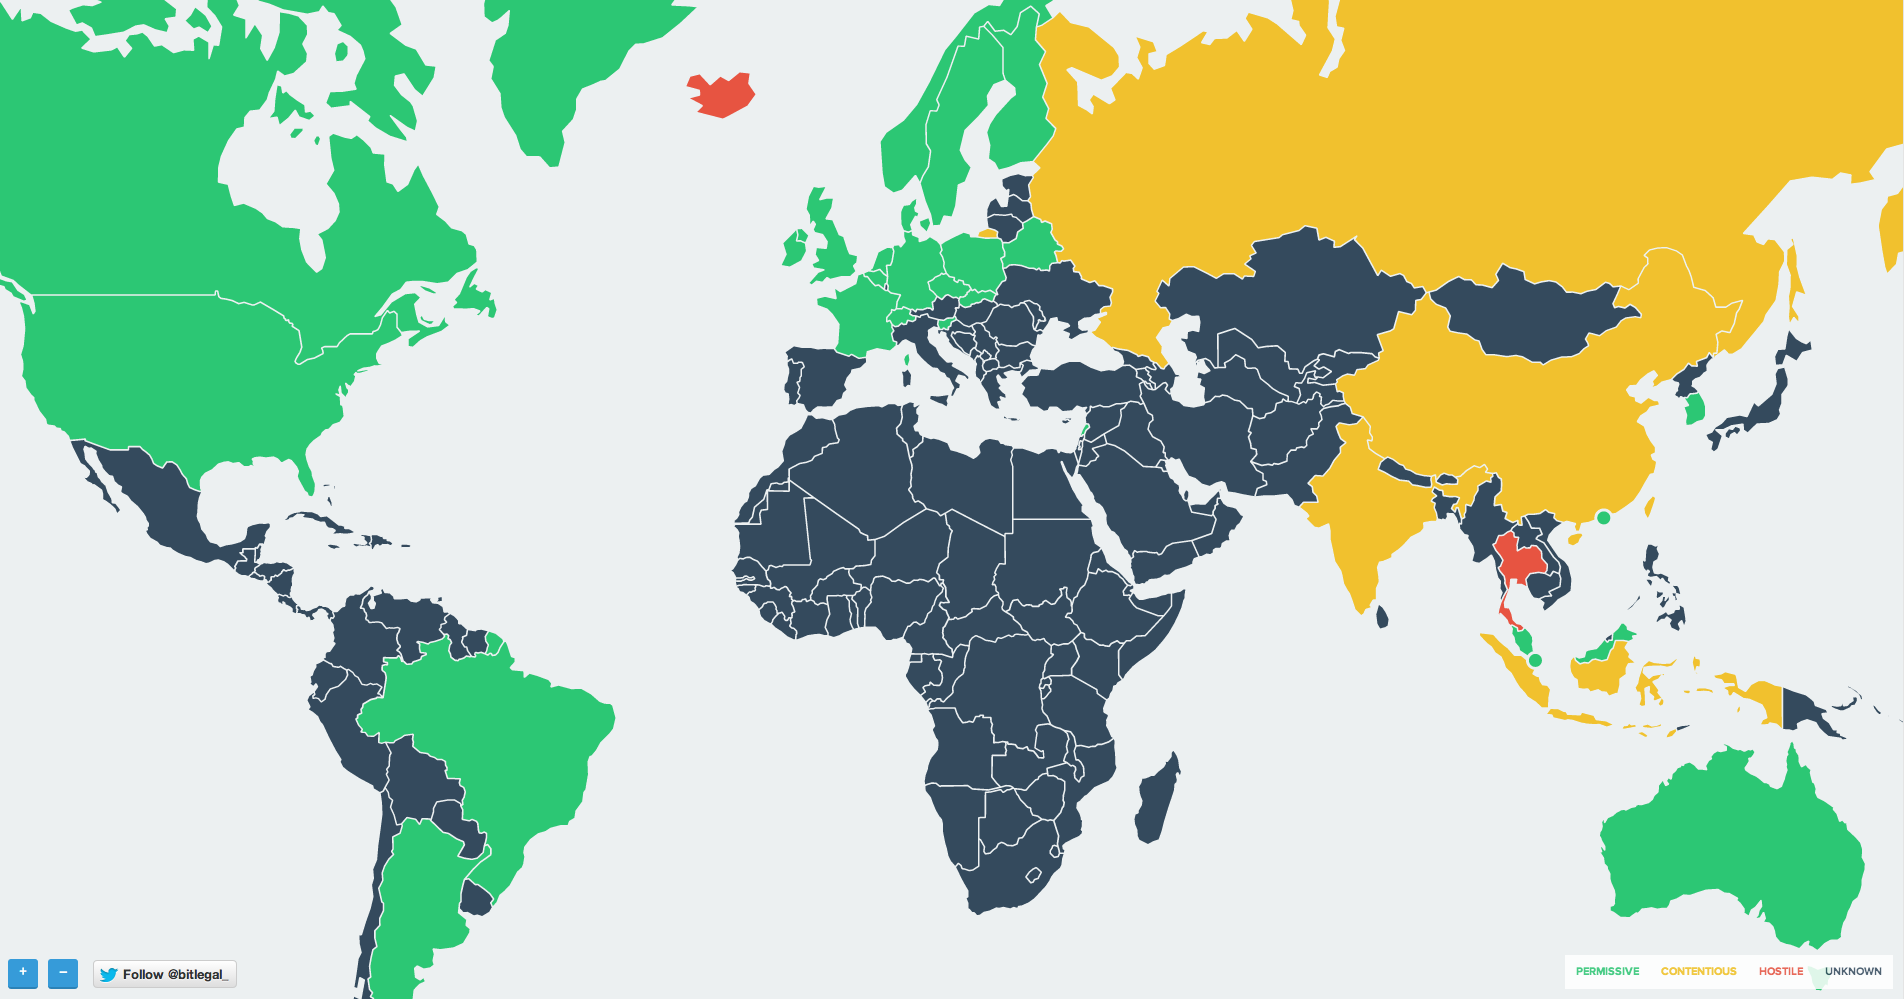 +
−
Follow @bitlegal_
PERMISSIVE CONTENTIOUS HOSTILE UNKNOWN